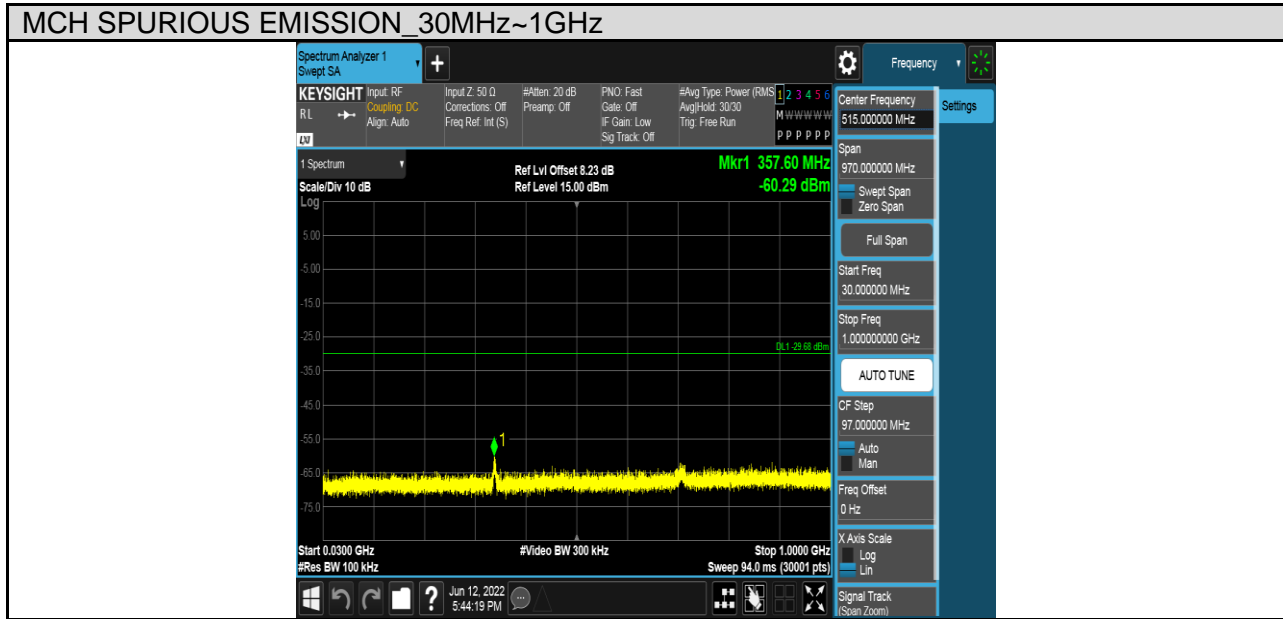 MCH SPURIOUS EMISSION_30MHz~1GHz
Spectrum Analyzer 1
Swept SA
+
Frequency
KEYSIGHT
RL
LXI
Input: RF
Coupling: DC
Align: Auto
Input Z: 50 Ω
Corrections: Off
Freq Ref: Int (S)
#Atten: 20 dB
Preamp: Off
PNO: Fast
Gate: Off
IF Gain: Low
Sig Track: Off
#Avg Type: Power (RMS
Avg|Hold: 30/30
Trig: Free Run
1 2 3 4 5 6
M W W W W W
P P P P P P
1 Spectrum
Scale/Div 10 dB
Ref Lvl Offset 8.23 dB
Ref Level 15.00 dBm
Mkr1 357.60 MHz
-60.29 dBm
Log
5.00
-5.00
-15.0
-25.0
DL1 -29.68 dBm
-35.0
-45.0
-55.0
1
-65.0
-75.0
Start 0.0300 GHz
#Res BW 100 kHz
#Video BW 300 kHz
Stop 1.0000 GHz
Sweep 94.0 ms (30001 pts)
?
Jun 12, 2022
5:44:19 PM
Center Frequency
515.000000 MHz
Settings
Span
970.000000 MHz
Swept Span
Zero Span
Full Span
Start Freq
30.000000 MHz
Stop Freq
1.000000000 GHz
AUTO TUNE
CF Step
97.000000 MHz
Auto
Man
Freq Offset
0 Hz
X Axis Scale
Log
Lin
Signal Track
(Span Zoom)